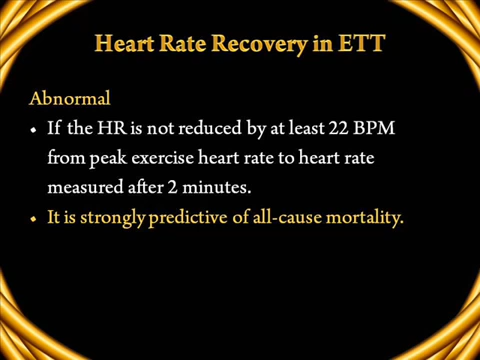 Heart Rate Recovery in ETT
Abnormal
• If the HR is not reduced by at least 22 BPM
from peak exercise heart rate to heart rate
measured after 2 minutes.
• It is strongly predictive of all-cause mortality.